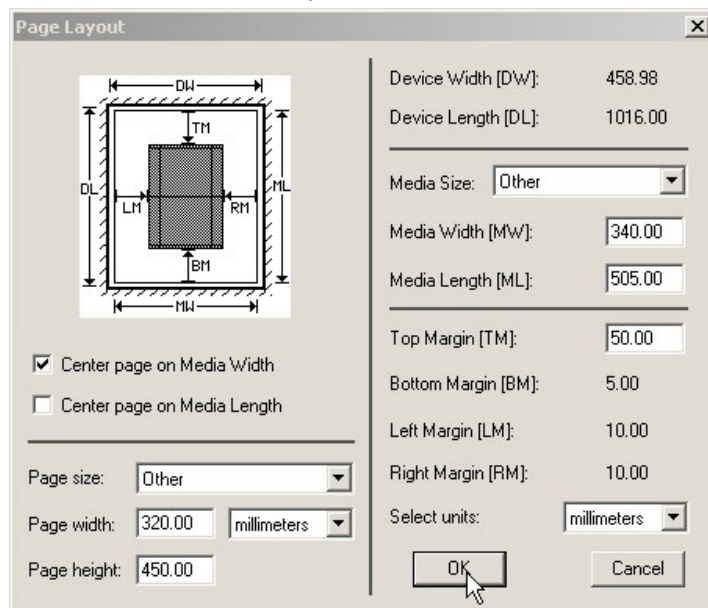 Page Layout
DW
TM
DL
ML
LM
RM
BM
MW
Center page on Media Width
Center page on Media Length
Page size: Other
Page width: 320.00 millimeters
Page height: 450.00
Device Width [DW]: 458.98
Device Length [DL]: 1016.00
Media Size: Other
Media Width [MW]: 340.00
Media Length [ML]: 505.00
Top Margin [TM]: 50.00
Bottom Margin [BM]: 5.00
Left Margin [LM]: 10.00
Right Margin [RM]: 10.00
Select units: millimeters
OK Cancel